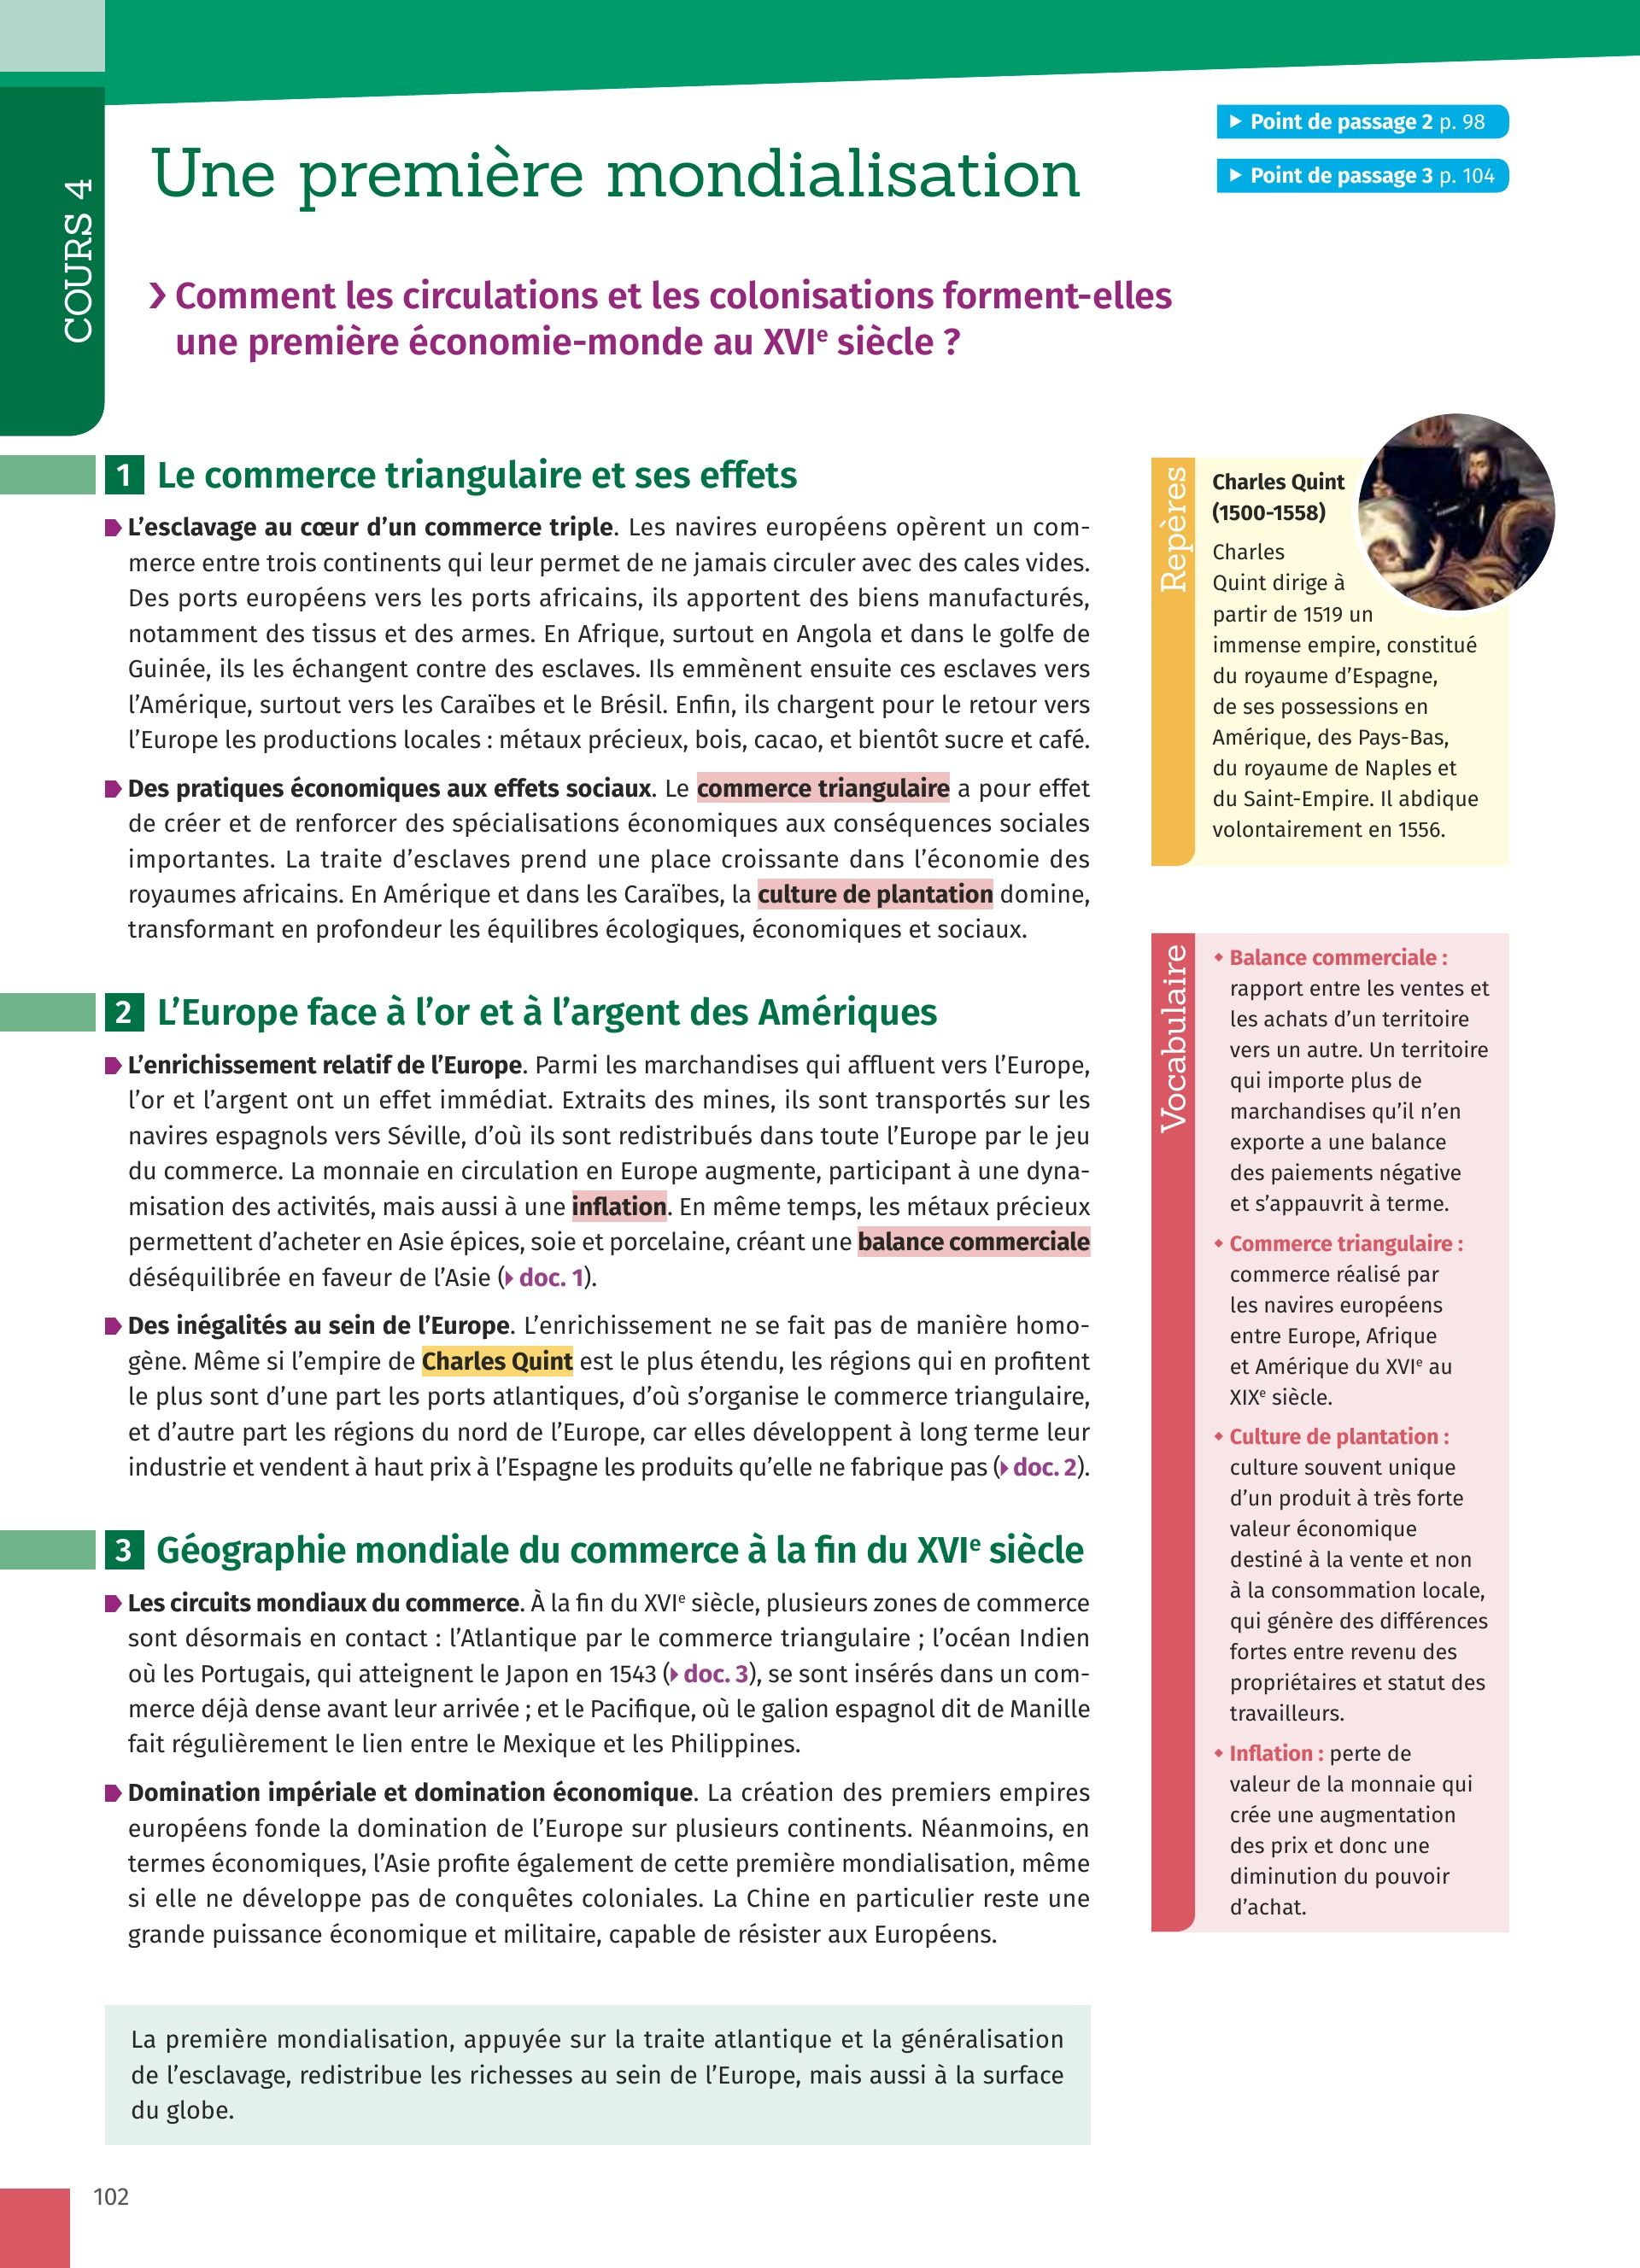 COURS 4
▶ Point de passage 2 p. 98
▶ Point de passage 3 p. 104
Une première mondialisation
❯ Comment les circulations et les colonisations forment-elles
une première économie-monde au XVIe siècle ?
1 Le commerce triangulaire et ses effets
L’esclavage au cœur d’un commerce triple. Les navires européens opèrent un com-
merce entre trois continents qui leur permet de ne jamais circuler avec des cales vides.
Des ports européens vers les ports africains, ils apportent des biens manufacturés,
notamment des tissus et des armes. En Afrique, surtout en Angola et dans le golfe de
Guinée, ils les échangent contre des esclaves. Ils emmènent ensuite ces esclaves vers
l’Amérique, surtout vers les Caraïbes et le Brésil. Enfin, ils chargent pour le retour vers
l’Europe les productions locales : métaux précieux, bois, cacao, et bientôt sucre et café.
Des pratiques économiques aux effets sociaux. Le commerce triangulaire a pour effet
de créer et de renforcer des spécialisations économiques aux conséquences sociales
importantes. La traite d’esclaves prend une place croissante dans l’économie des
royaumes africains. En Amérique et dans les Caraïbes, la culture de plantation domine,
transformant en profondeur les équilibres écologiques, économiques et sociaux.
2 L’Europe face à l’or et à l’argent des Amériques
L’enrichissement relatif de l’Europe. Parmi les marchandises qui affluent vers l’Europe,
l’or et l’argent ont un effet immédiat. Extraits des mines, ils sont transportés sur les
navires espagnols vers Séville, d’où ils sont redistribués dans toute l’Europe par le jeu
du commerce. La monnaie en circulation en Europe augmente, participant à une dyna-
misation des activités, mais aussi à une inflation. En même temps, les métaux précieux
permettent d’acheter en Asie épices, soie et porcelaine, créant une balance commerciale
déséquilibrée en faveur de l’Asie (▶ doc. 1).
Des inégalités au sein de l’Europe. L’enrichissement ne se fait pas de manière homo-
gène. Même si l’empire de Charles Quint est le plus étendu, les régions qui en profitent
le plus sont d’une part les ports atlantiques, d’où s’organise le commerce triangulaire,
et d’autre part les régions du nord de l’Europe, car elles développent à long terme leur
industrie et vendent à haut prix à l’Espagne les produits qu’elle ne fabrique pas (▶ doc. 2).
3 Géographie mondiale du commerce à la fin du XVIe siècle
Les circuits mondiaux du commerce. À la fin du XVIe siècle, plusieurs zones de commerce
sont désormais en contact : l’Atlantique par le commerce triangulaire ; l’océan Indien
où les Portugais, qui atteignent le Japon en 1543 (▶ doc. 3), se sont insérés dans un com-
merce déjà dense avant leur arrivée ; et le Pacifique, où le galion espagnol dit de Manille
fait régulièrement le lien entre le Mexique et les Philippines.
Domination impériale et domination économique. La création des premiers empires
européens fonde la domination de l’Europe sur plusieurs continents. Néanmoins, en
termes économiques, l’Asie profite également de cette première mondialisation, même
si elle ne développe pas de conquêtes coloniales. La Chine en particulier reste une
grande puissance économique et militaire, capable de résister aux Européens.
La première mondialisation, appuyée sur la traite atlantique et la généralisation
de l’esclavage, redistribue les richesses au sein de l’Europe, mais aussi à la surface
du globe.
Repères
Charles Quint
(1500-1558)
Charles
Quint dirige à
partir de 1519 un
immense empire, constitué
du royaume d’Espagne,
de ses possessions en
Amérique, des Pays-Bas,
du royaume de Naples et
du Saint-Empire. Il abdique
volontairement en 1556.
Vocabulaire
Balance commerciale :
rapport entre les ventes et
les achats d’un territoire
vers un autre. Un territoire
qui importe plus de
marchandises qu’il n’en
exporte a une balance
des paiements négative
et s’appauvrit à terme.
Commerce triangulaire :
commerce réalisé par
les navires européens
entre Europe, Afrique
et Amérique du XVIe au
XIXe siècle.
Culture de plantation :
culture souvent unique
d’un produit à très forte
valeur économique
destiné à la vente et non
à la consommation locale,
qui génère des différences
fortes entre revenu des
propriétaires et statut des
travailleurs.
Inflation : perte de
valeur de la monnaie qui
crée une augmentation
des prix et donc une
diminution du pouvoir
d’achat.
102